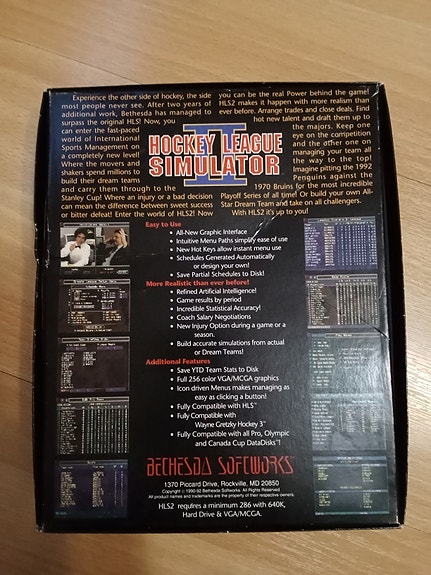 Experience the other side of hockey, the side
most people never see. After two years of
additional work, Bethesda has managed to
surpass the original HLS! Now, you
can enter the fast-paced
world of International
Sports Management on
a completely new level!
Where the movers and
shakers spend millions to
build their dream teams
and carry them through to the
Stanley Cup! Where an injury or a bad decision
can mean the difference between sweet success
or bitter defeat! Enter the world of HLS2! Now
you can be the real Power behind the game!
HLS2 makes it happen with more realism than
ever before. Arrange trades and close deals. Find
hot new talent and draft them up to
the majors. Keep one
eye on the competition
and the other one on
managing your team all
the way to the top!
Imagine pitting the 1992
Penguins against the
1970 Bruins for the most incredible
Playoff Series of all time! Or build your own All-
Star Dream Team and take on all challengers.
With HLS2 it's up to you!
II
HOCKEY LEAGUE
SIMULATOR
Easy to Use
• All-New Graphic Interface
• Intuitive Menu Paths simplify ease of use
• New Hot Keys allow instant menu use
• Schedules Generated Automatically
or design your own!
• Save Partial Schedules to Disk!
More Realistic than ever before!
• Refined Artificial Intelligence!
• Game results by period
• Incredible Statistical Accuracy!
• Coach Salary Negotiations
• New Injury Option during a game or a
season.
• Build accurate simulations from actual
or Dream Teams!
Additional Features
• Save YTD Team Stats to Disk
• Full 256 color VGA/MCGA graphics
• Icon driven Menus make managing as
easy as clicking a button!
• Fully Compatible with HLS™
• Fully Compatible with
Wayne Gretzky Hockey 3™
• Fully Compatible with all Pro, Olympic
and Canada Cup DataDisks™!
BETHESDA SOFTWORKS
1370 Piccard Drive, Rockville, MD 20850
Copyright © 1990-92 Bethesda Softworks. All Rights Reserved
All product names and trademarks are the property of their respective owners.
HLS2 requires a minimum 286 with 640K,
Hard Drive & VGA/MCGA.